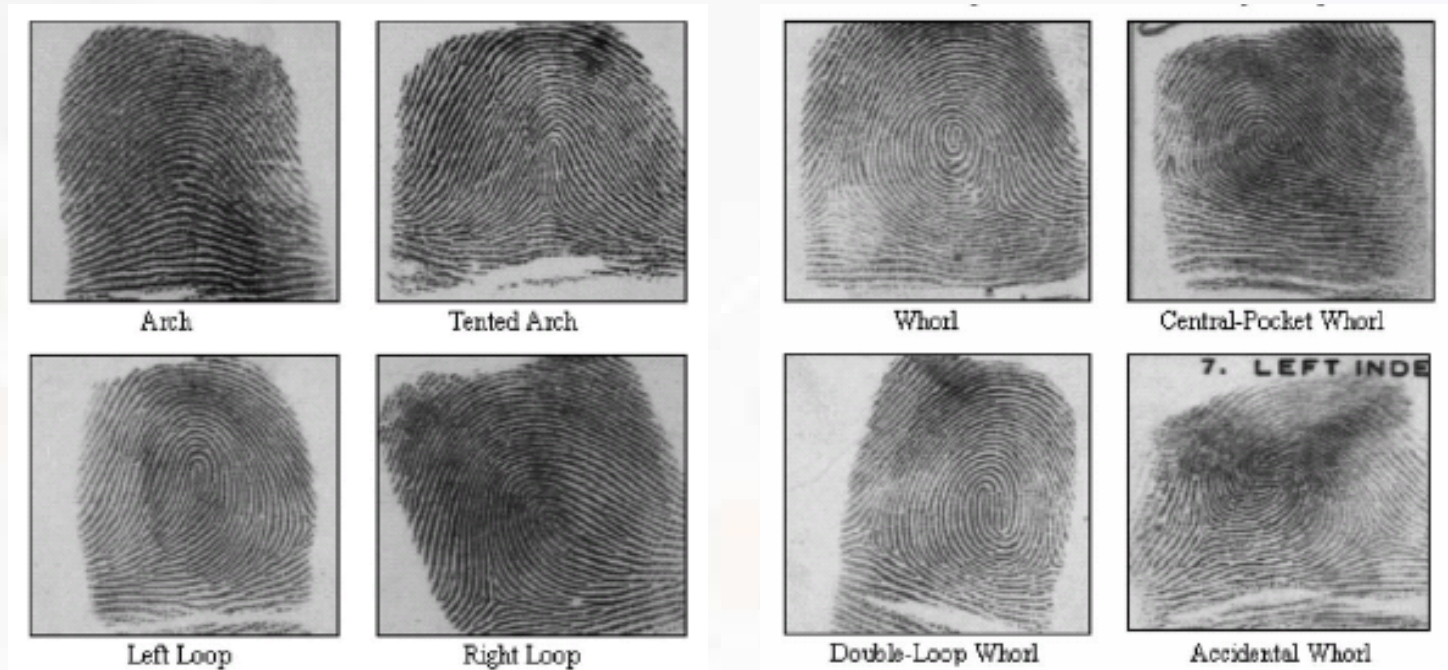 Arch
Tented Arch
Whorl
Central-Pocket Whorl
7. LEFT INDE
Left Loop
Right Loop
Double-Loop Whorl
Accidental Whorl